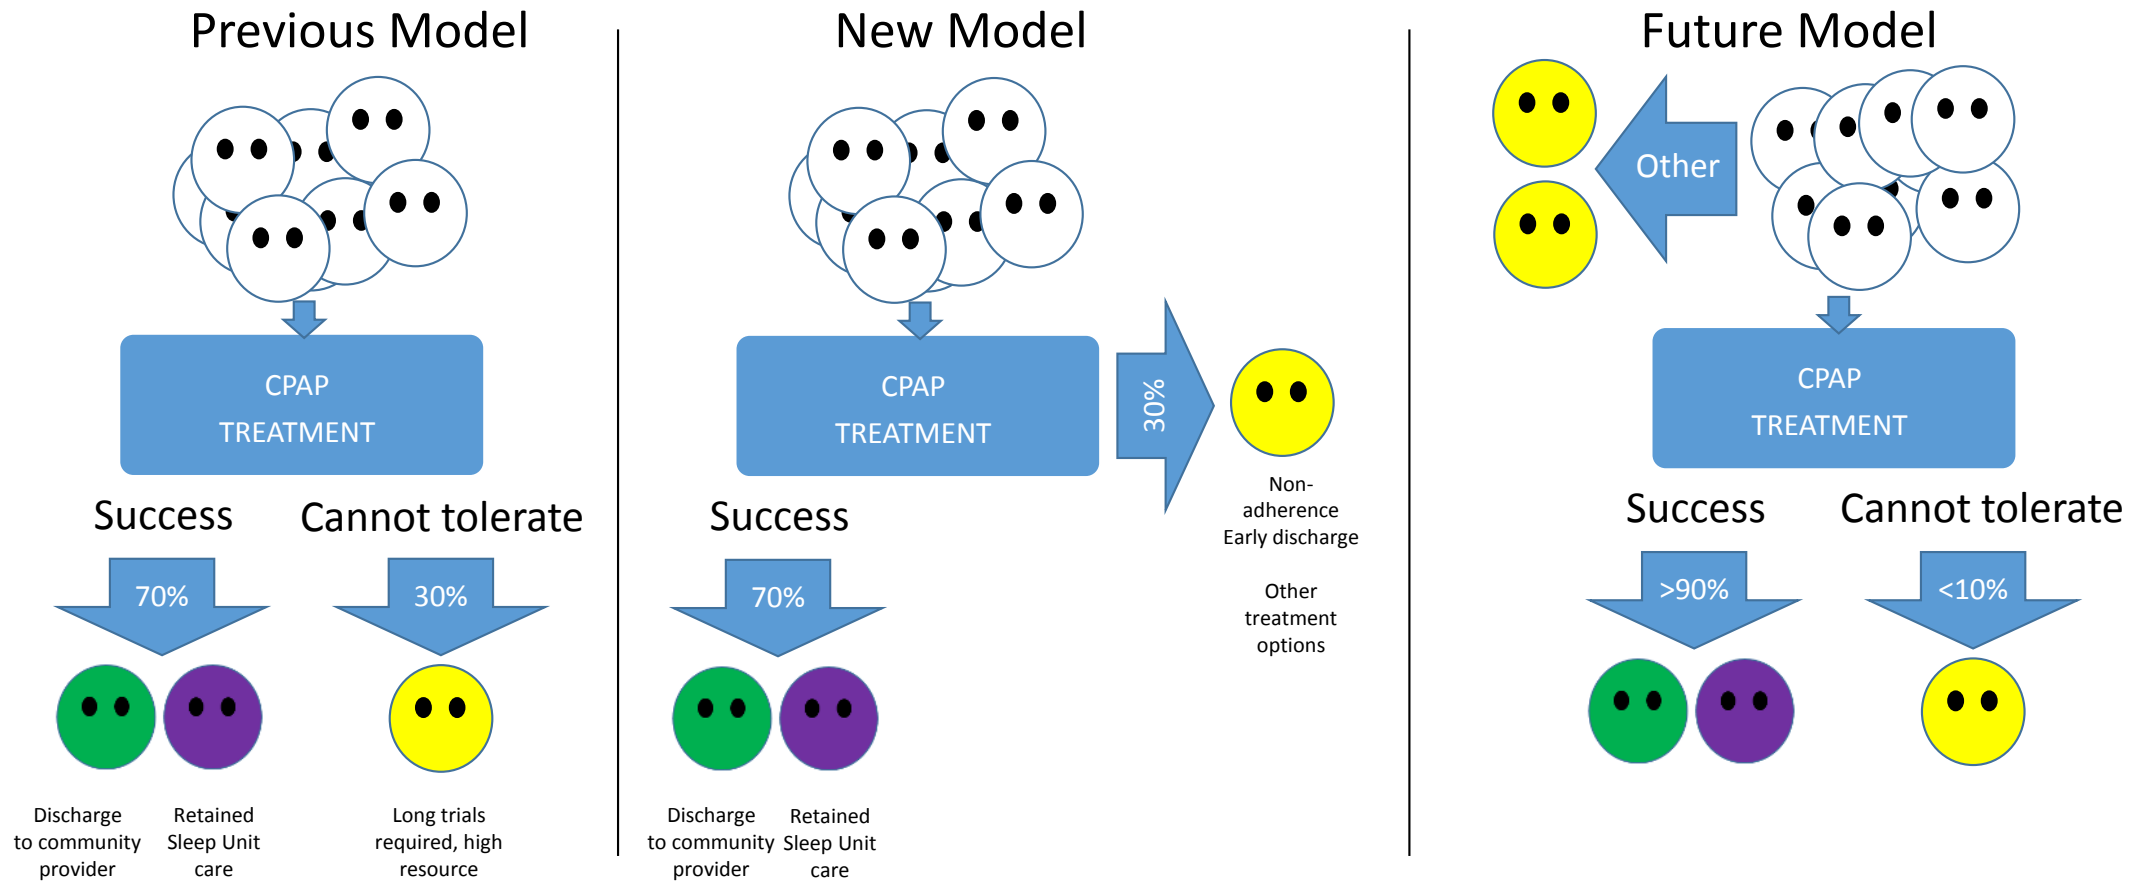 Previous Model
CPAP
TREATMENT
Success
Cannot tolerate
70%
30%
Discharge
to community
provider
Retained
Sleep Unit
care
Long trials
required, high
resource
New Model
CPAP
TREATMENT
30%
Non-
adherence
Early discharge
Other
treatment
options
Success
70%
Discharge
to community
provider
Retained
Sleep Unit
care
Future Model
Other
CPAP
TREATMENT
Success
Cannot tolerate
>90%
<10%